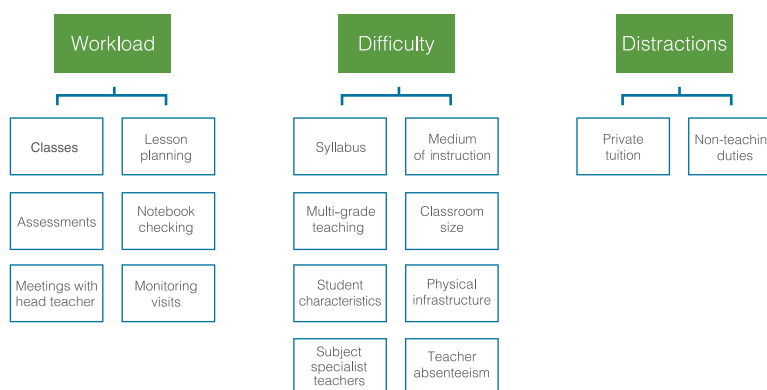 Workload
Difficulty
Distractions
Classes
Lesson
planning
Assessments
Notebook
checking
Meetings with
head teacher
Monitoring
visits
Syllabus
Medium
of instruction
Multi-grade
teaching
Classroom
size
Student
characteristics
Physical
infrastructure
Subject
specialist
teachers
Teacher
absenteeism
Private
tuition
Non-teachin
duties